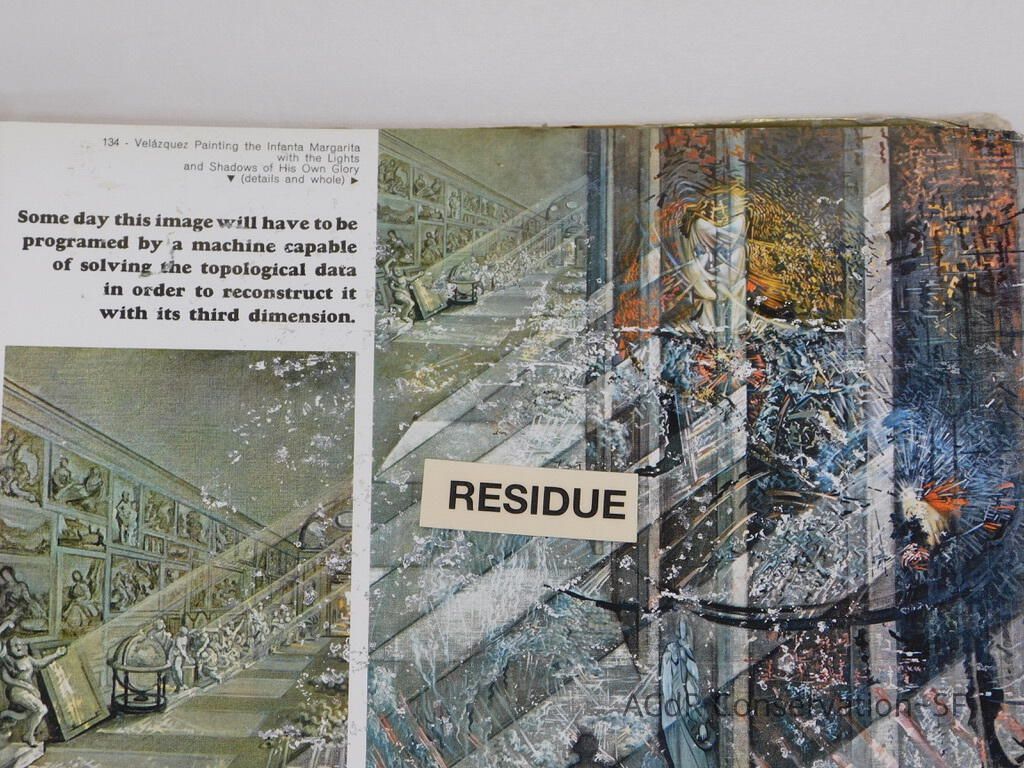 134 - Velázquez Painting the Infanta Margarita
with the Lights
and Shadows of His Own Glory
▼ (details and whole) ►
Some day this image will have to be
programed by a machine capable
of solving the topological data
in order to reconstruct it
with its third dimension.
RESIDUE
ACoP Conservation- SF